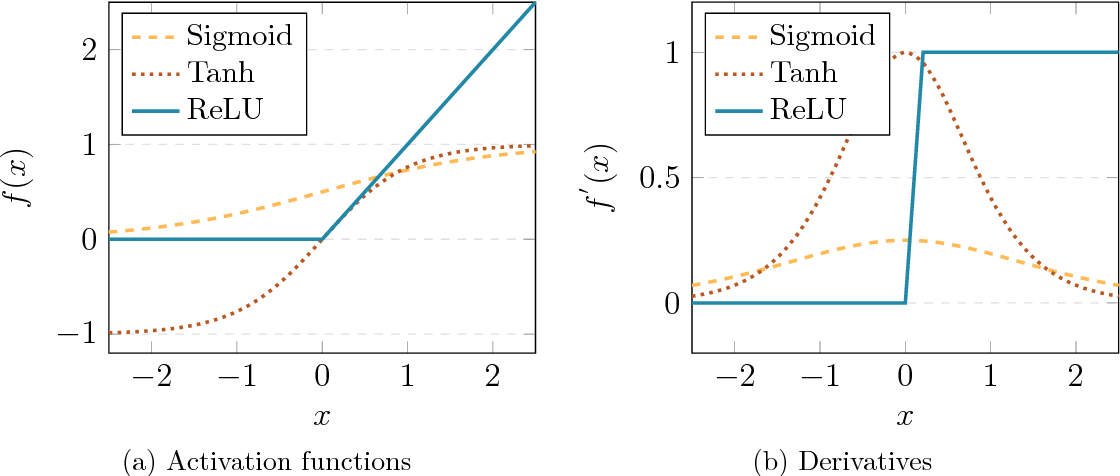 Sigmoid
Tanh
ReLU
2
1
0
−1
f(x)
−2 −1 0 1 2
x
(a) Activation functions
Sigmoid
Tanh
ReLU
1
0.5
0
f′(x)
−2 −1 0 1 2
x
(b) Derivatives